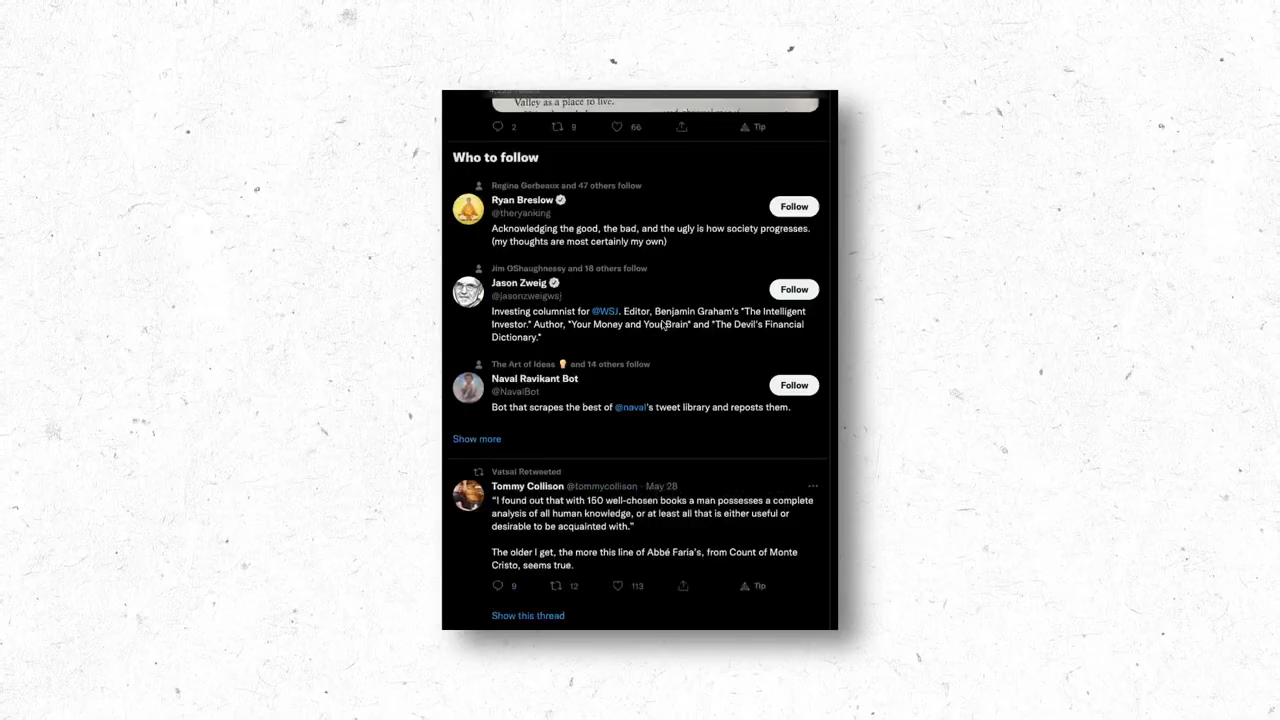 Valley as a place to live.
2 9 66 Tip
Who to follow
Regina Gerbeaux and 47 others follow
Ryan Breslow
@theryanking
Follow
Acknowledging the good, the bad, and the ugly is how society progresses.
(my thoughts are most certainly my own)
Jim OShaughnessy and 18 others follow
Jason Zweig
@jasonzweigwsj
Follow
Investing columnist for @WSJ. Editor, Benjamin Graham's "The Intelligent
Investor." Author, "Your Money and Your Brain" and "The Devil's Financial
Dictionary."
The Art of Ideas 💡 and 14 others follow
Naval Ravikant Bot
@NavalBot
Follow
Bot that scrapes the best of @naval's tweet library and reposts them.
Show more
Vatsal Retweeted
Tommy Collison @tommycollison · May 28
“I found out that with 150 well-chosen books a man possesses a complete
analysis of all human knowledge, or at least all that is either useful or
desirable to be acquainted with.”
The older I get, the more this line of Abbé Faria's, from Count of Monte
Cristo, seems true.
9 12 113 Tip
Show this thread